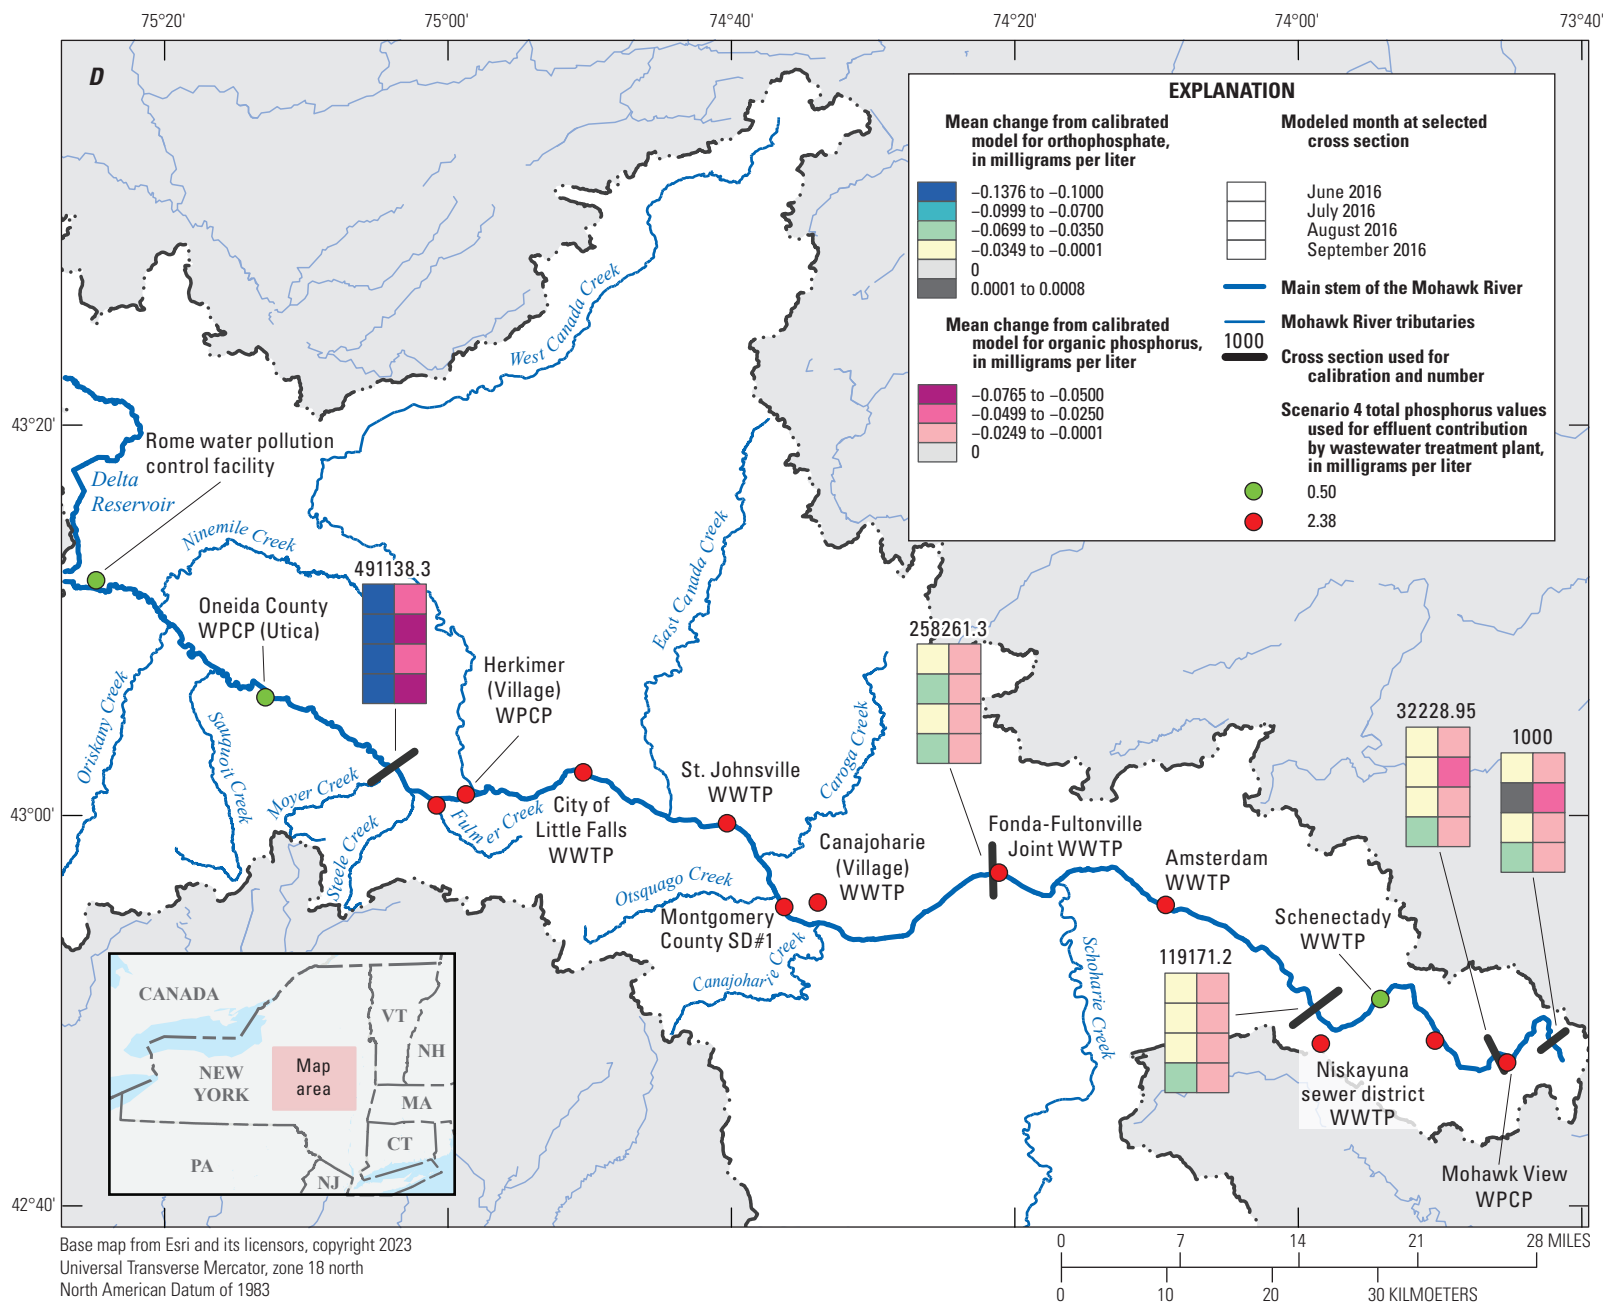 75°20'
75°00'
74°40'
74°20'
74°00'
73°40'
D
EXPLANATION
Mean change from calibrated
model for orthophosphate,
in milligrams per liter
−0.1376 to −0.1000
−0.0999 to −0.0700
−0.0699 to −0.0350
−0.0349 to −0.0001
0
0.0001 to 0.0008
Mean change from calibrated
model for organic phosphorus,
in milligrams per liter
−0.0765 to −0.0500
−0.0499 to −0.0250
−0.0249 to −0.0001
0
Modeled month at selected
cross section
June 2016
July 2016
August 2016
September 2016
Main stem of the Mohawk River
Mohawk River tributaries
1000
Cross section used for
calibration and number
Scenario 4 total phosphorus values
used for effluent contribution
by wastewater treatment plant,
in milligrams per liter
0.50
2.38
43°20'
43°00'
42°40'
West Canada Creek
Rome water pollution
control facility
Delta
Reservoir
Ninemile Creek
491138.3
Oneida County
WPCP (Utica)
Herkimer
(Village)
WPCP
East Canada Creek
258261.3
Oriskany Creek
Sauquoit Creek
Moyer Creek
Steele Creek
Fulmer Creek
City of
Little Falls
WWTP
St. Johnsville
WWTP
Caroga Creek
Canajoharie
(Village)
WWTP
Otsquago Creek
Montgomery
County SD#1
Canajoharie Creek
Fonda-Fultonville
Joint WWTP
Amsterdam
WWTP
Schoharie Creek
32228.95
1000
Schenectady
WWTP
119171.2
Niskayuna
sewer district
WWTP
Mohawk View
WPCP
CANADA
NEW
YORK
VT
NH
MA
CT
PA
NJ
Map
area
Base map from Esri and its licensors, copyright 2023
Universal Transverse Mercator, zone 18 north
North American Datum of 1983
0 7 14 21 28 MILES
0 10 20 30 KILMOETERS